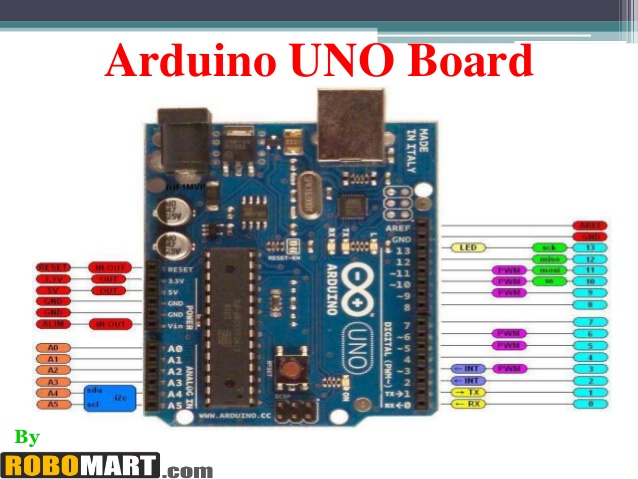 Arduino UNO Board
MADE
IN ITALY
AREF
GND
13
12
~11
~10
~9
8
7
~6
~5
4
~3
2
TX→1
RX←0
RX
TX
L
RESET-EN
ARDUINO
UNO
DIGITAL (PWM~)
ICSP
ON
RESET
RESET
3.3V
5V
GND
GND
Vin
POWER
A0
A1
A2
A3
A4
A5
ANALOG IN
WWW.ARDUINO.CC
RESET IN/OUT
3.3V OUT
5V OUT
GND
GND
ALIM IN/OUT
A0
A1
A2
A3
A4 sda
A5 scl
i2c
AREF
GND
LED sck 13
miso 12
PWM mosi 11
PWM ss 10
PWM 9
8
7
PWM 6
PWM 5
4
← INT PWM 3
← INT 2
→ TX 1
← RX 0
By
ROBOMART.com